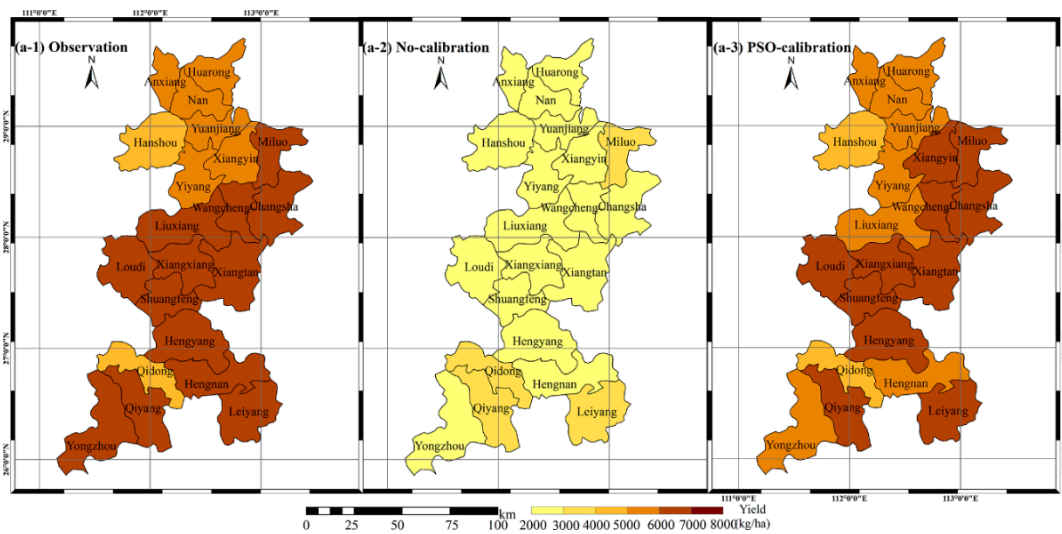 111°0'0"E 112°0'0"E 113°0'0"E
(a-1) Observation
N
Huarong
Anxiang
Nan
Yuanjiang
Hanshou
Miluo
Xiangyin
Yiyang
Wangcheng
Changsha
Liuxiang
Loudi
Xiangxiang
Xiangtan
Shuangfeng
Hengyang
Qidong
Hengnan
Qiyang
Leiyang
Yongzhou
29°0'0"N
28°0'0"N
27°0'0"N
26°0'0"N
(a-2) No-calibration
N
Huarong
Anxiang
Nan
Yuanjiang
Hanshou
Miluo
Xiangyin
Yiyang
Wangcheng
Changsha
Liuxiang
Loudi
Xiangxiang
Xiangtan
Shuangfeng
Hengyang
Qidong
Hengnan
Qiyang
Leiyang
Yongzhou
(a-3) PSO-calibration
N
Huarong
Anxiang
Nan
Yuanjiang
Hanshou
Miluo
Xiangyin
Yiyang
Wangcheng
Changsha
Liuxiang
Loudi
Xiangxiang
Xiangtan
Shuangfeng
Hengyang
Qidong
Hengnan
Qiyang
Leiyang
Yongzhou
111°0'0"E 112°0'0"E 113°0'0"E
0 25 50 75 100 km
2000 3000 4000 5000 6000 7000 8000
Yield
(kg/ha)